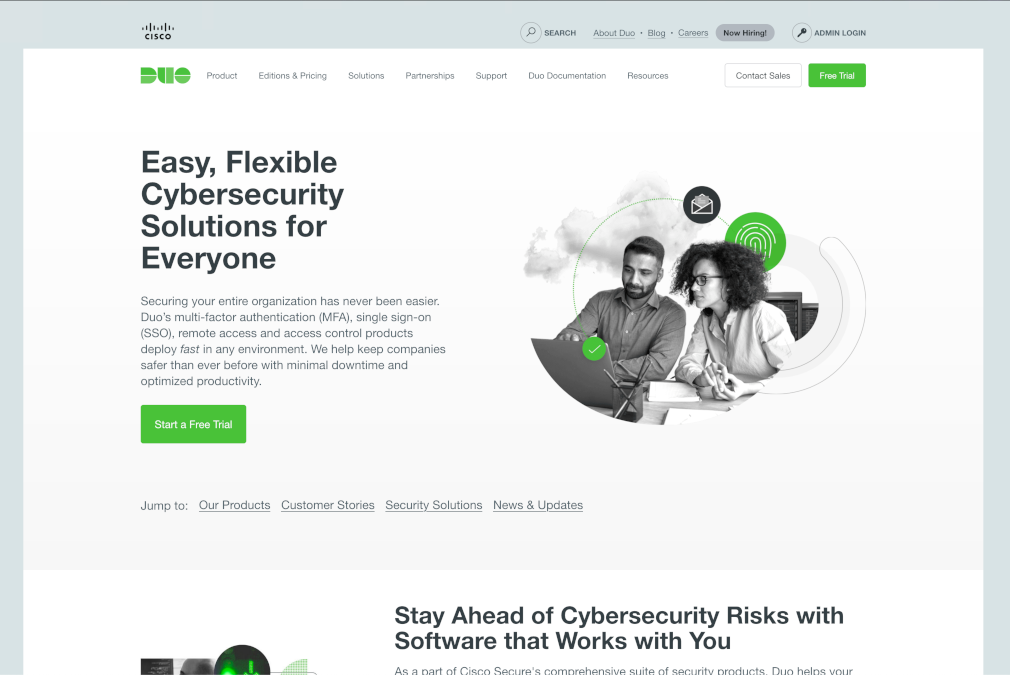 CISCO
SEARCH
About Duo • Blog • Careers
Now Hiring!
ADMIN LOGIN
DUO
Product
Editions & Pricing
Solutions
Partnerships
Support
Duo Documentation
Resources
Contact Sales
Free Trial
Easy, Flexible
Cybersecurity
Solutions for
Everyone
Securing your entire organization has never been easier.
Duo’s multi-factor authentication (MFA), single sign-on
(SSO), remote access and access control products
deploy fast in any environment. We help keep companies
safer than ever before with minimal downtime and
optimized productivity.
Start a Free Trial
Jump to: Our Products Customer Stories Security Solutions News & Updates
Stay Ahead of Cybersecurity Risks with
Software that Works with You
As a part of Cisco Secure's comprehensive suite of security products, Duo helps your